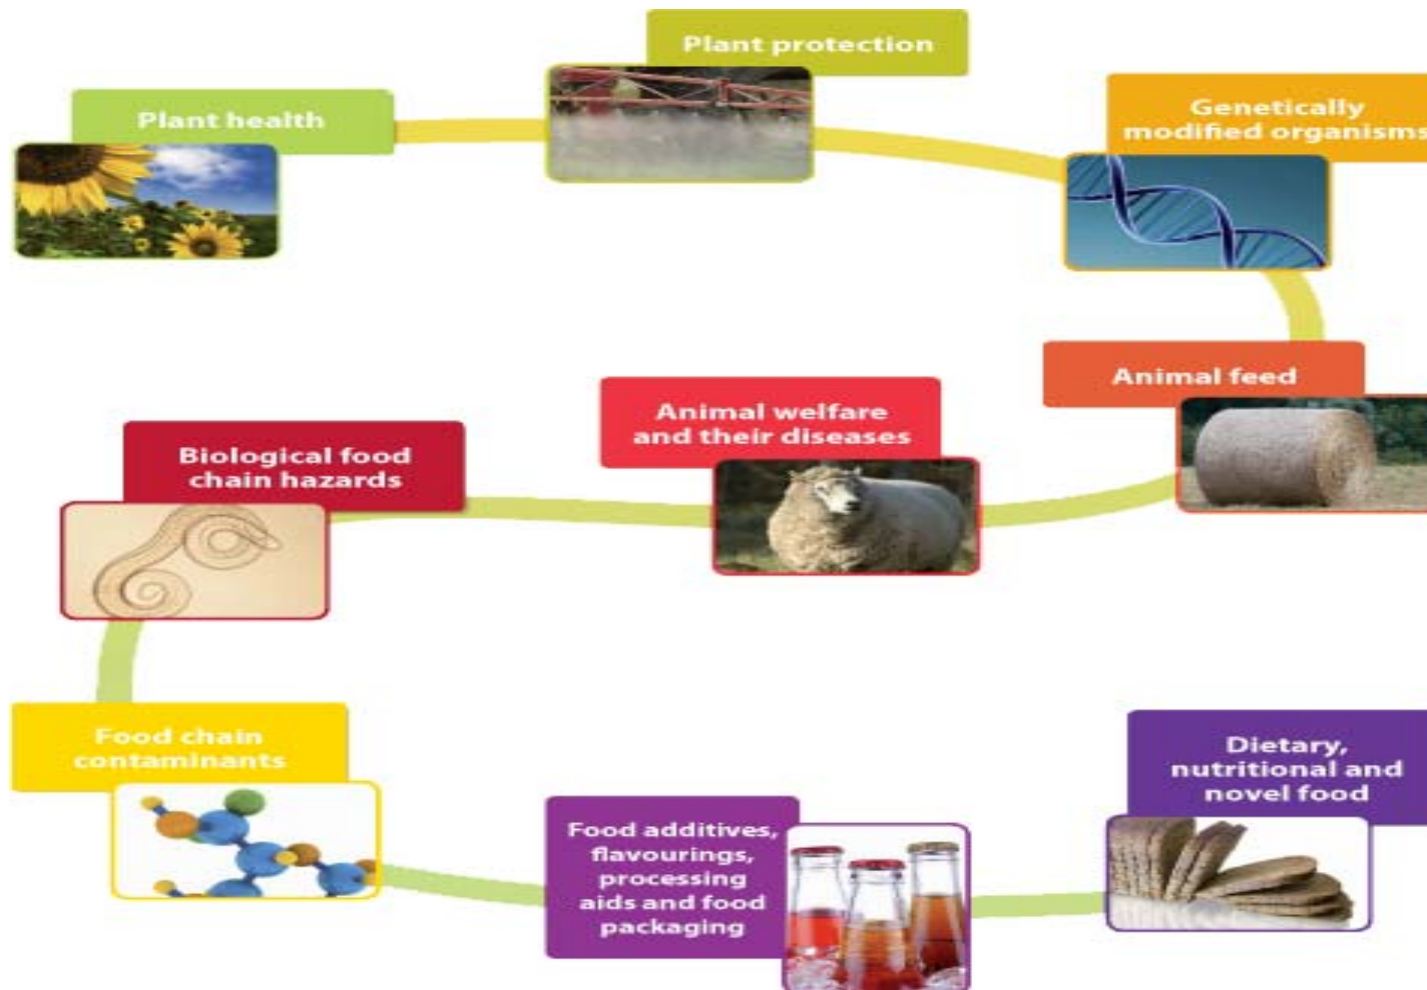 Plant health
Plant protection
Genetically
modified organisms
Animal feed
Animal welfare
and their diseases
Biological food
chain hazards
Food chain
contaminants
Food additives,
flavourings,
processing
aids and food
packaging
Dietary,
nutritional and
novel food